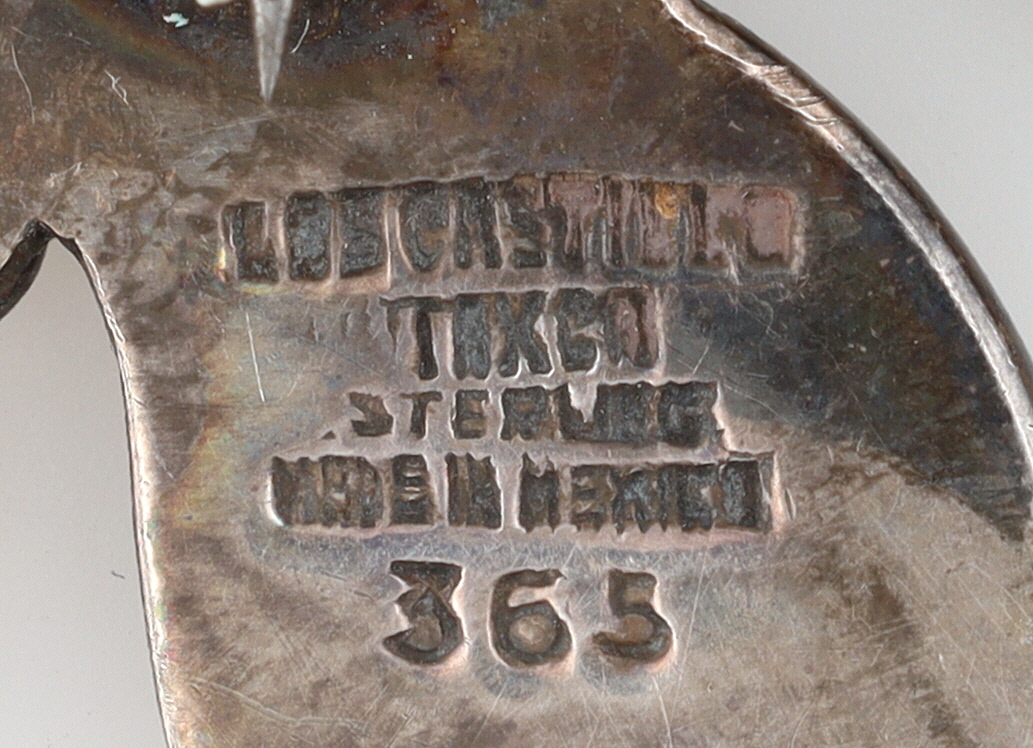 LOS CASTILLO
TAXCO
STERLING
MADE IN MEXICO
365